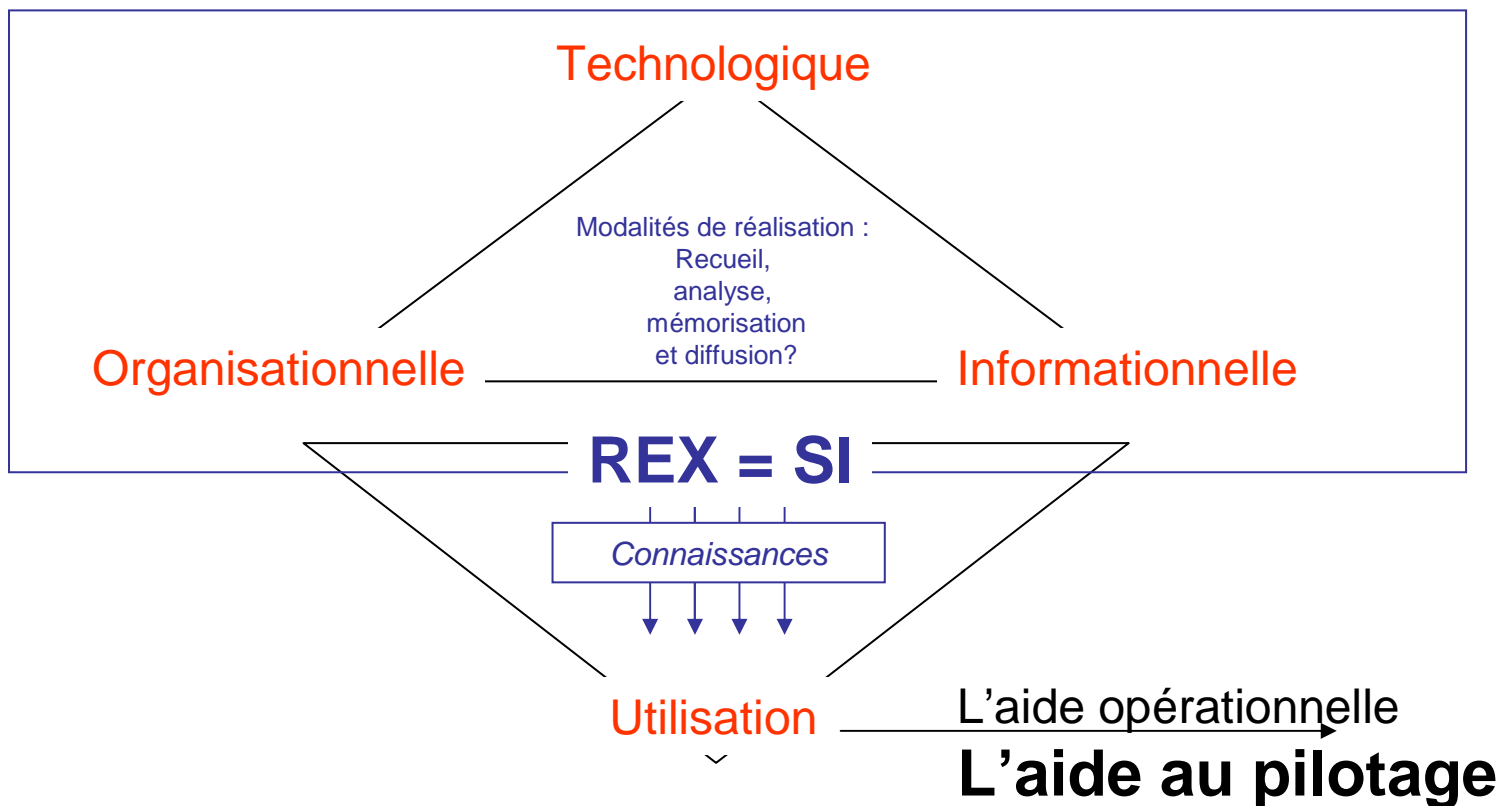 Technologique
Modalités de réalisation :
Recueil,
analyse,
mémorisation
et diffusion?
Organisationnelle
Informationnelle
REX = SI
Connaissances
Utilisation
L’aide opérationnelle
L’aide au pilotage